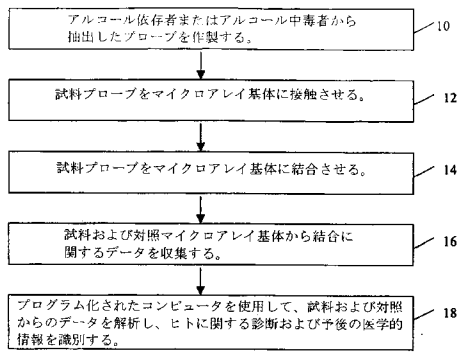 アルコール依存者またはアルコール中毒者から
抽出したプローブを作製する。
10
試料プローブをマイクロアレイ基体に接触させる。
12
試料プローブをマイクロアレイ基体に結合させる。
14
試料および対照マイクロアレイ基体から結合に
関するデータを収集する。
16
プログラム化されたコンピュータを使用して、試料および対照
からのデータを解析し、ヒトに関する診断および予後の医学的
情報を識別する。
18